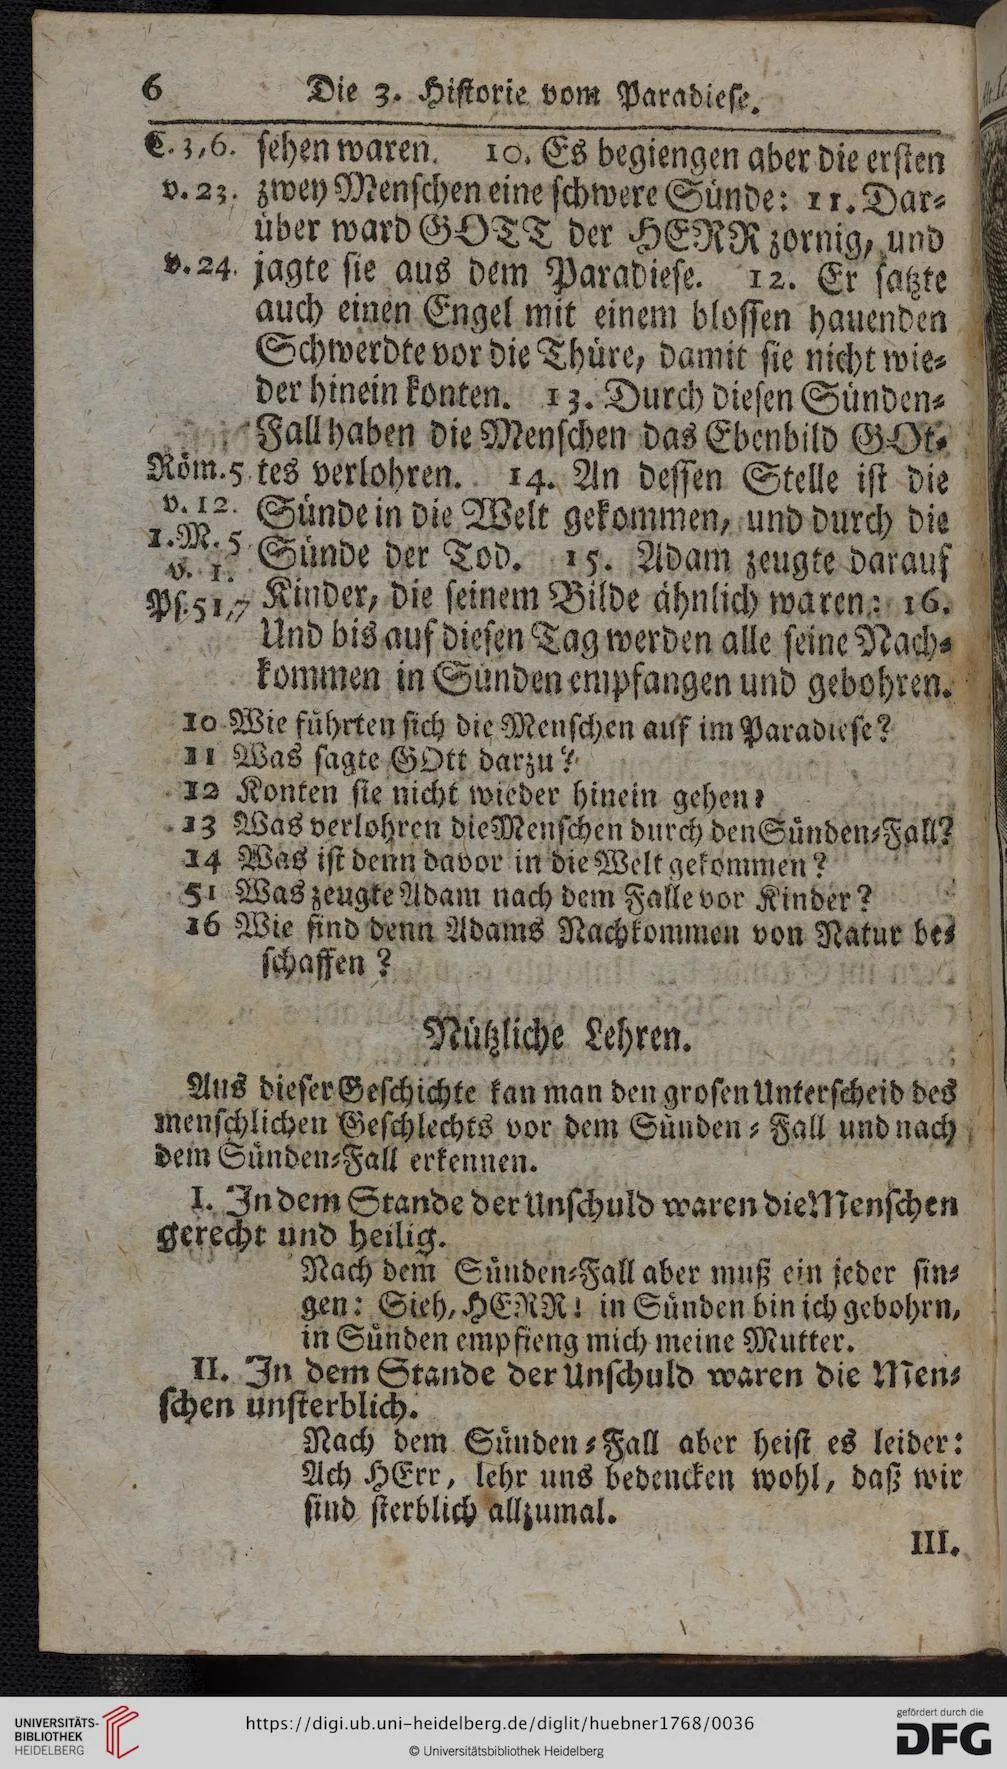 6 Die 3. Historie vom Paradiese.
C. 3,6. sehen waren. 10. Es begiengen aber die ersten
v. 23. zwey Menschen eine schwere Sünde: 11. Dar-
über ward GOTT der HERR zornig, und
v. 24. jagte sie aus dem Paradiese. 12. Er satzte
auch einen Engel mit einem blossen hauenden
Schwerdte vor die Thüre, damit sie nicht wie-
der hinein konten. 13. Durch diesen Sünden-
Fall haben die Menschen das Ebenbild GOt-
Röm. 5 tes verlohren. 14. An dessen Stelle ist die
v. 12. Sünde in die Welt gekommen, und durch die
1. M. 5 Sünde der Tod. 15. Adam zeugte darauf
v. 1.
Ps. 51,7 Kinder, die seinem Bilde ähnlich waren: 16.
Und bis auf diesen Tag werden alle seine Nach-
kommen in Sünden empfangen und gebohren.
10 Wie führten sich die Menschen auf im Paradiese?
11 Was sagte GOtt darzu?
12 Konten sie nicht wieder hinein gehen?
13 Was verlohren die Menschen durch den Sünden-Fall?
14 Was ist denn davor in die Welt gekommen?
51 Was zeugte Adam nach dem Falle vor Kinder?
16 Wie sind denn Adams Nachkommen von Natur be-
schaffen?
Nützliche Lehren.
Aus dieser Geschichte kan man den grosen Unterscheid des
menschlichen Geschlechts vor dem Sünden-Fall und nach
dem Sünden-Fall erkennen.
I. In dem Stande der Unschuld waren die Menschen
gerecht und heilig.
Nach dem Sünden-Fall aber muß ein jeder sin-
gen: Sieh, HERR! in Sünden bin ich gebohrn,
in Sünden empfieng mich meine Mutter.
II. In dem Stande der Unschuld waren die Men-
schen unsterblich.
Nach dem Sünden-Fall aber heist es leider:
Ach HErr, lehr uns bedencken wohl, daß wir
sind sterblich allzumal.
III.
UNIVERSITÄTS-
BIBLIOTHEK
HEIDELBERG
https://digi.ub.uni-heidelberg.de/diglit/huebner1768/0036
© Universitätsbibliothek Heidelberg
gefördert durch die
DFG